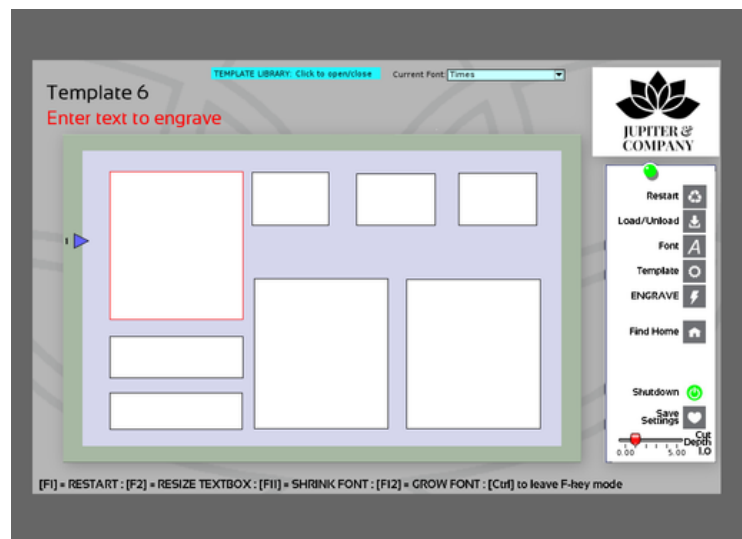 TEMPLATE LIBRARY: Click to open/close
Current Font: Times
Template 6
Enter text to engrave
1
JUPITER &
COMPANY
Restart
Load/Unload
Font
Template
ENGRAVE
Find Home
Shutdown
Save
Settings
Cut
Depth
0.00
5.00
1.0
[F1] = RESTART : [F2] = RESIZE TEXTBOX : [F11] = SHRINK FONT : [F12] = GROW FONT : [Ctrl] to leave F-key mode